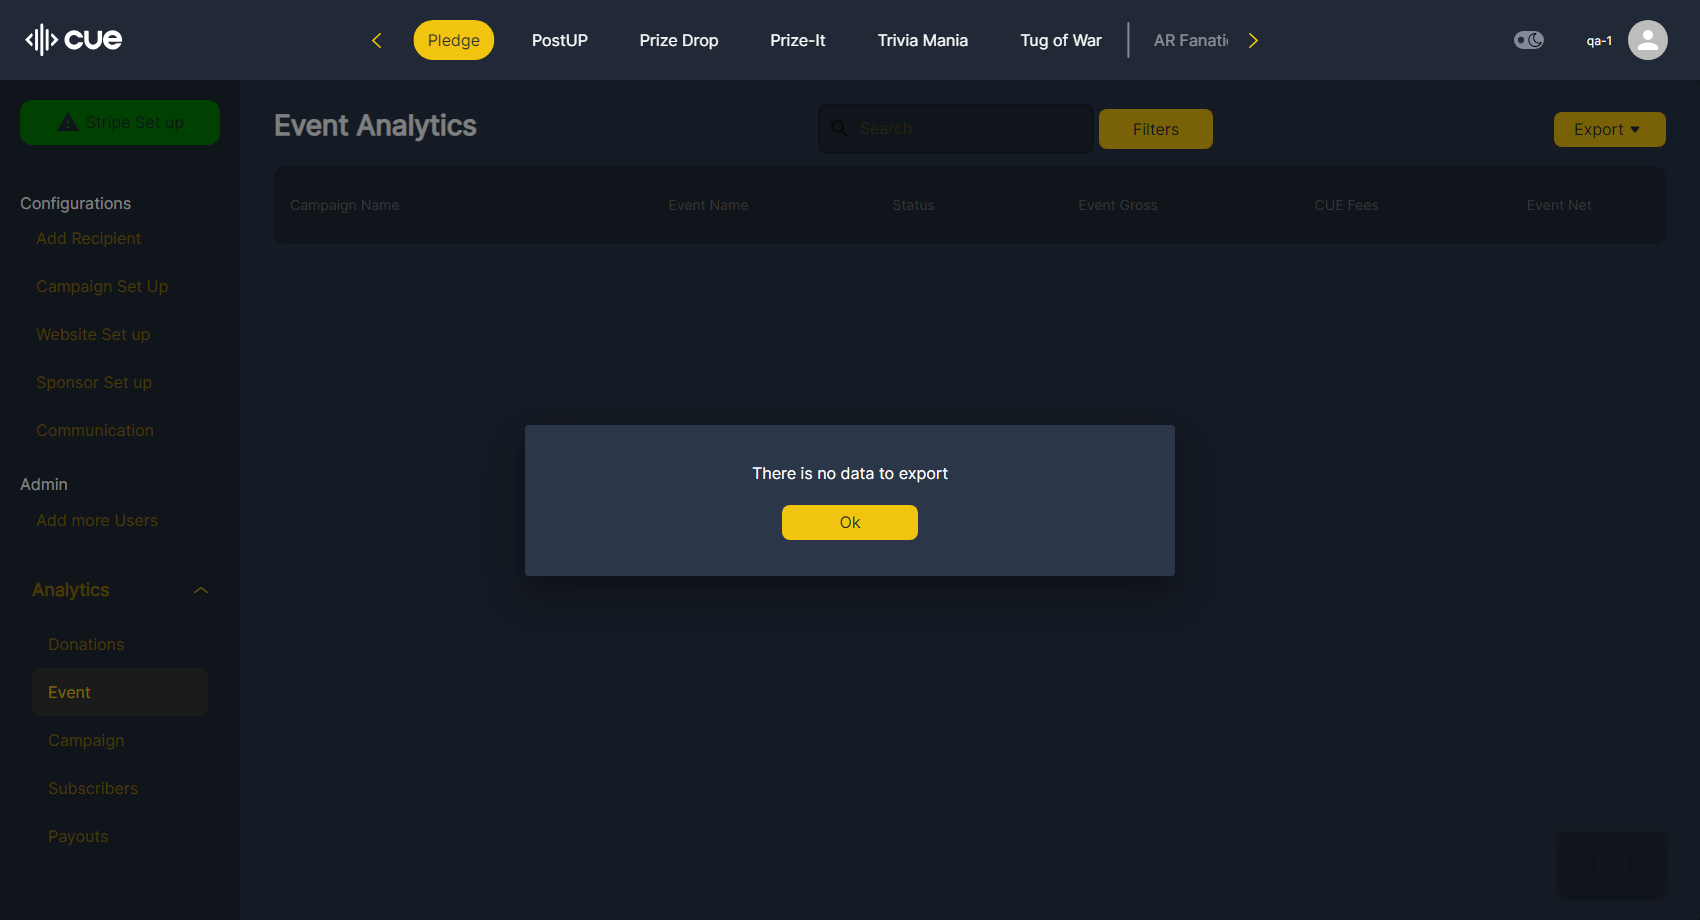 cue
Pledge PostUP Prize Drop Prize-It Trivia Mania Tug of War AR Fanati
qa-1
Stripe Set up
Configurations
Add Recipient
Campaign Set Up
Website Set up
Sponsor Set up
Communication
Admin
Add more Users
Analytics
Donations
Event
Campaign
Subscribers
Payouts
Event Analytics
Search
Filters
Export
Campaign Name Event Name Status Event Gross CUE Fees Event Net
There is no data to export
Ok